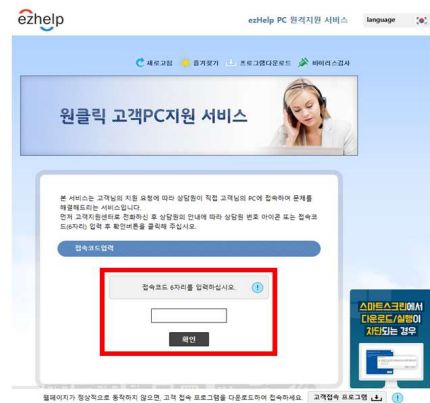 ezhelp
ezHelp PC 원격지원 서비스 language
새로고침 즐겨찾기 프로그램다운로드 바이러스검사
원클릭 고객PC지원 서비스
본 서비스는 고객님의 지원 요청에 따라 상담원이 직접 고객님의 PC에 접속하여 문제를
해결해드리는 서비스입니다.
먼저 고객지원센터로 전화하신 후 상담원의 안내에 따라 상담원 번호 아이콘 또는 접속코
드(6자리) 입력 후 확인버튼을 클릭해 주십시오.
접속코드입력
접속코드 6자리를 입력하십시오.
확인
스마트스크린에서
다운로드/실행이
차단되는 경우
웹페이지가 정상적으로 동작하지 않으면, 고객 접속 프로그램을 다운로드하여 접속하세요. 고객접속 프로그램